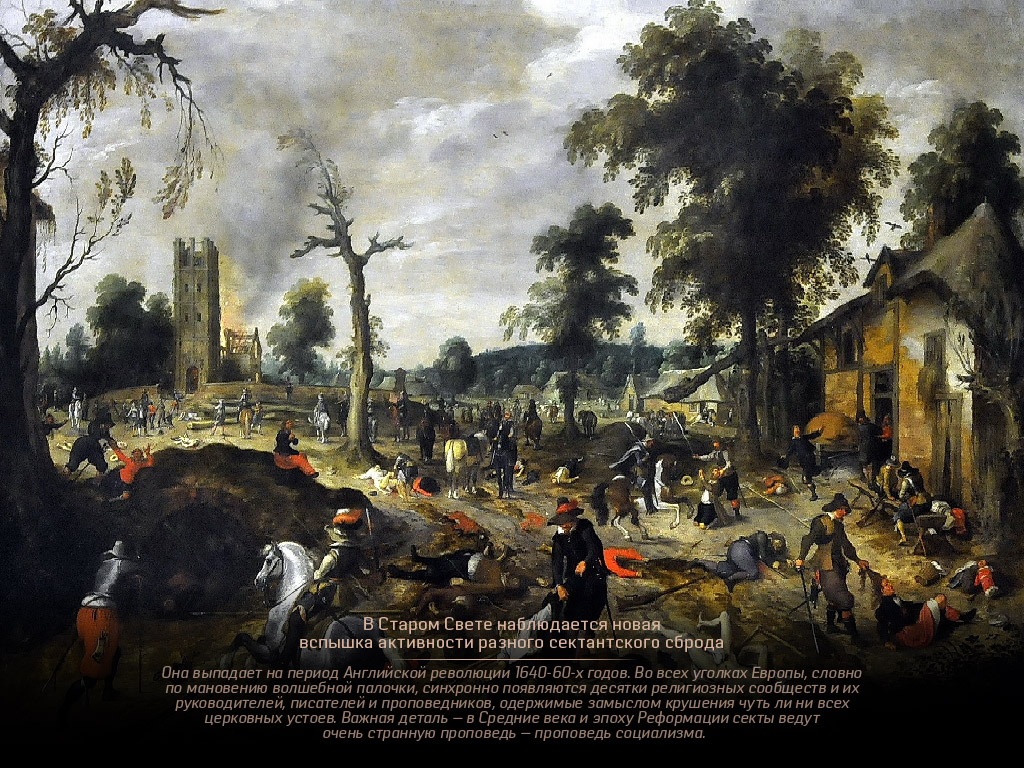 В Старом Свете наблюдается новая
вспышка активности разного сектантского сброда
Она выпадает на период Английской революции 1640-60-х годов. Во всех уголках Европы, словно
по мановению волшебной палочки, синхронно появляются десятки религиозных сообществ и их
руководителей, писателей и проповедников, одержимые замыслом крушения чуть ли ни всех
церковных устоев. Важная деталь — в Средние века и эпоху Реформации секты ведут
очень странную проповедь — проповедь социализма.